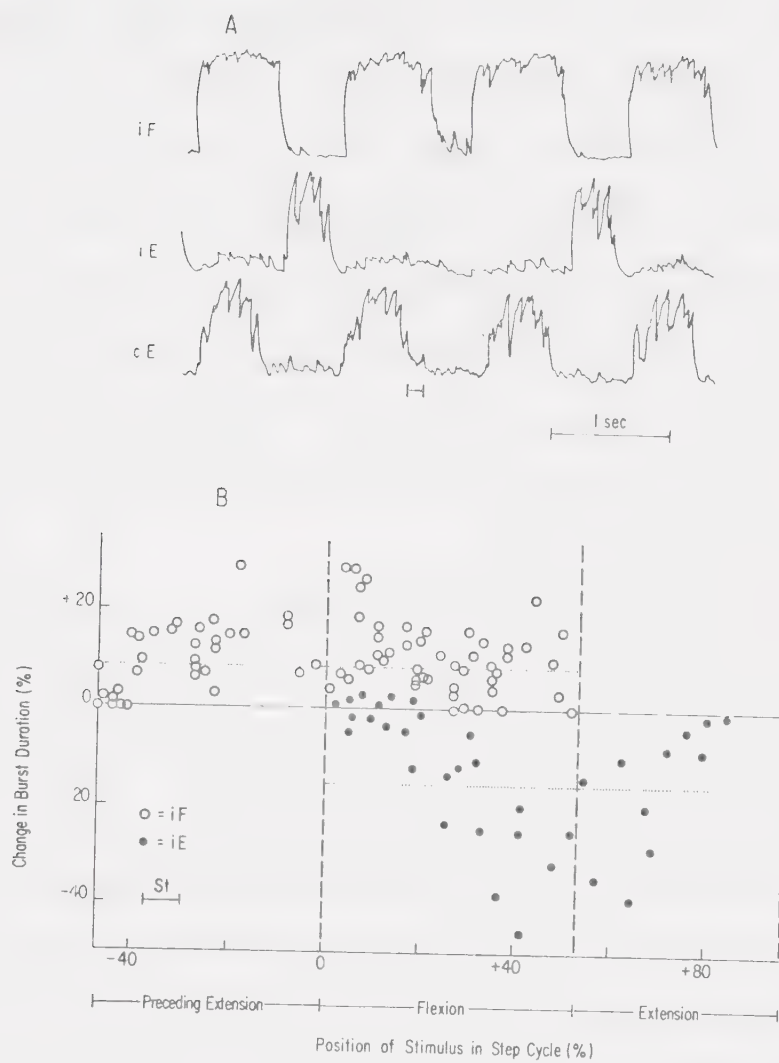 A
iF
iE
cE
1 sec
B
+20
0
20
-40
Change in Burst Duration (%)
○ = iF
● = iE
St
-40
0
+40
+80
Preceding Extension
Flexion
Extension
Position of Stimulus in Step Cycle (%)